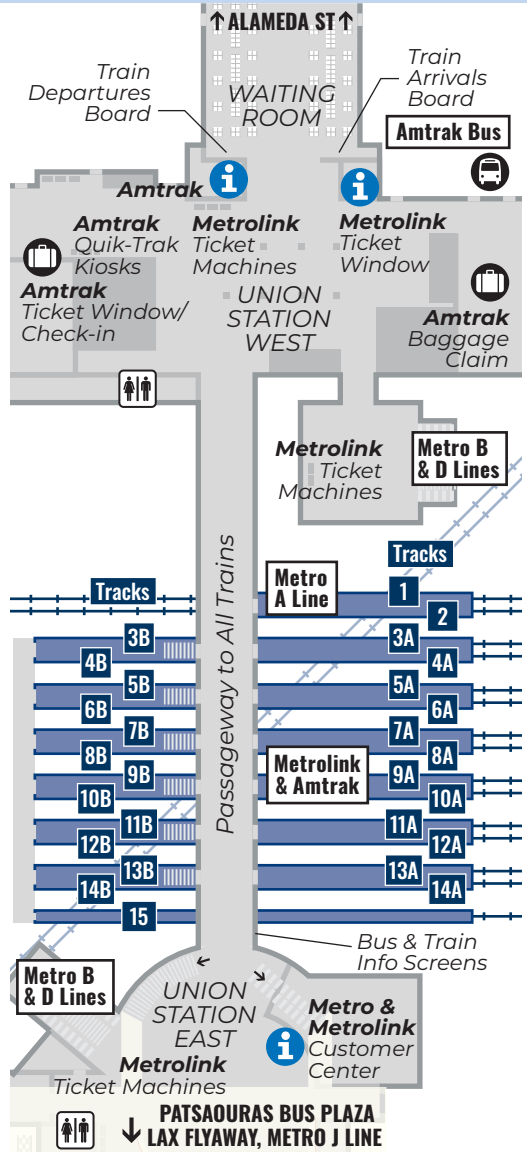 ↑ ALAMEDA ST ↑
Train
Departures
Board
WAITING
ROOM
Train
Arrivals
Board
Amtrak Bus
Amtrak
Amtrak
Quik-Trak
Kiosks
Metrolink
Ticket
Machines
Metrolink
Ticket
Window
Amtrak
Ticket Window/
Check-in
UNION
STATION
WEST
Amtrak
Baggage
Claim
Metrolink
Ticket
Machines
Metro B
& D Lines
Passageway to All Trains
Tracks
Tracks
Metro
A Line
1
2
3B
3A
4B
4A
5B
5A
6B
6A
7B
7A
8B
8A
Metrolink
& Amtrak
9B
9A
10B
10A
11B
11A
12B
12A
13B
13A
14B
14A
15
Bus & Train
Info Screens
Metro B
& D Lines
UNION
STATION
EAST
Metro &
Metrolink
Customer
Center
Metrolink
Ticket Machines
↓ PATSAOURAS BUS PLAZA
LAX FLYAWAY, METRO J LINE